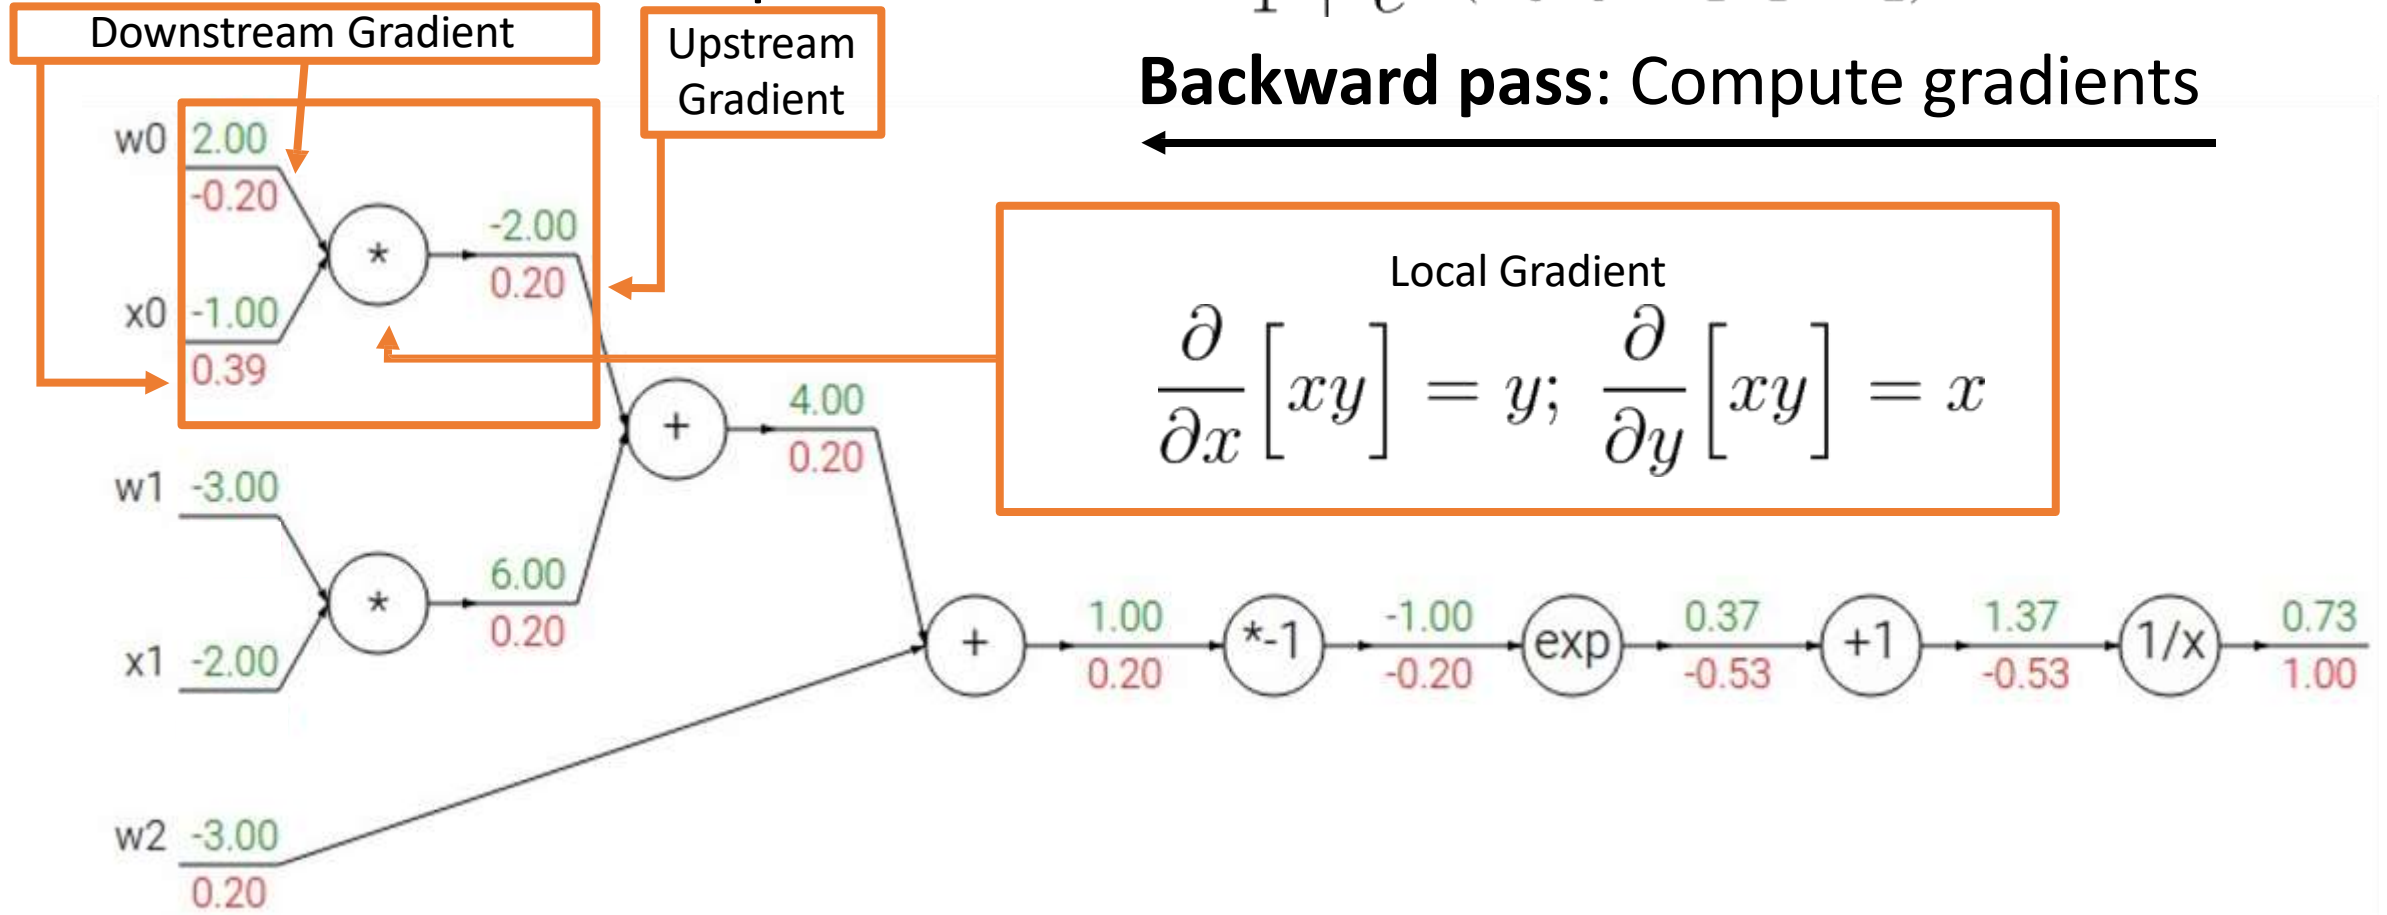 Downstream Gradient
Upstream
Gradient
Backward pass: Compute gradients
w0 2.00
-0.20
*
-2.00
0.20
x0 -1.00
0.39
Local Gradient
∂/∂x [xy] = y; ∂/∂y [xy] = x
+
4.00
0.20
w1 -3.00
*
6.00
0.20
x1 -2.00
+
1.00
0.20
*-1
-1.00
-0.20
exp
0.37
-0.53
+1
1.37
-0.53
1/x
0.73
1.00
w2 -3.00
0.20